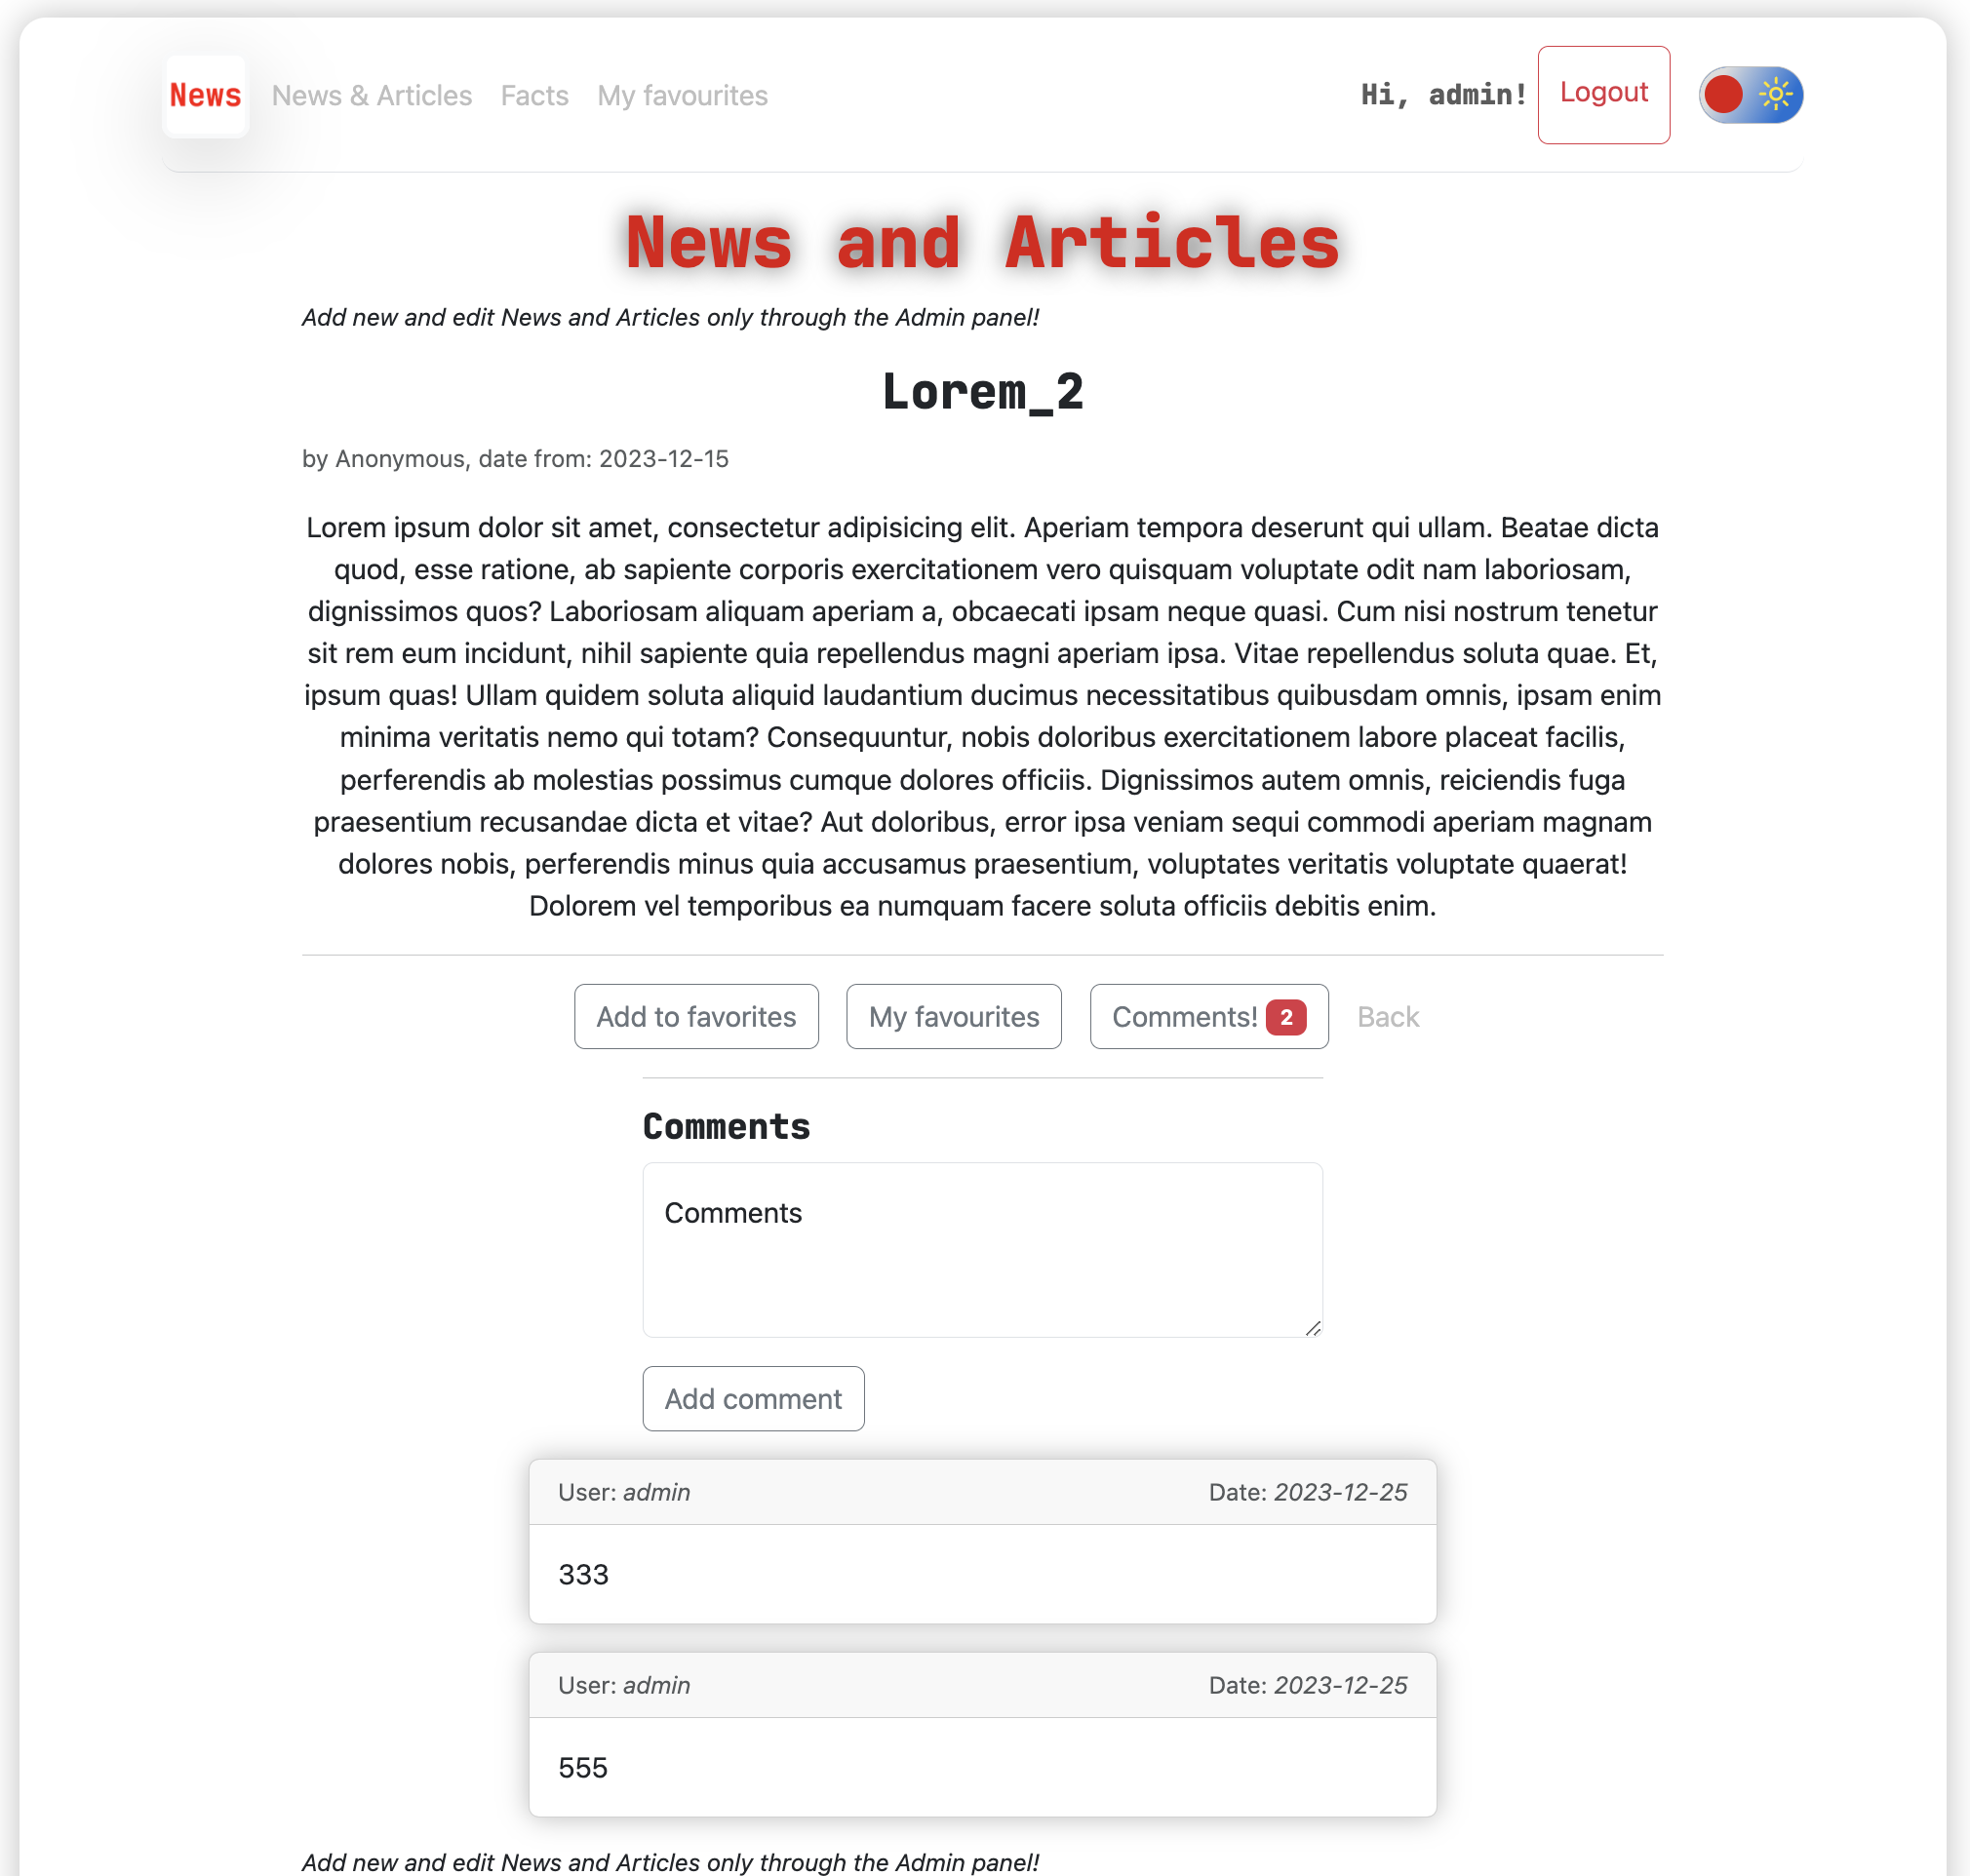 News News & Articles Facts My favourites Hi, admin! Logout
News and Articles
Add new and edit News and Articles only through the Admin panel!
Lorem_2
by Anonymous, date from: 2023-12-15
Lorem ipsum dolor sit amet, consectetur adipisicing elit. Aperiam tempora deserunt qui ullam. Beatae dicta
quod, esse ratione, ab sapiente corporis exercitationem vero quisquam voluptate odit nam laboriosam,
dignissimos quos? Laboriosam aliquam aperiam a, obcaecati ipsam neque quasi. Cum nisi nostrum tenetur
sit rem eum incidunt, nihil sapiente quia repellendus magni aperiam ipsa. Vitae repellendus soluta quae. Et,
ipsum quas! Ullam quidem soluta aliquid laudantium ducimus necessitatibus quibusdam omnis, ipsam enim
minima veritatis nemo qui totam? Consequuntur, nobis doloribus exercitationem labore placeat facilis,
perferendis ab molestias possimus cumque dolores officiis. Dignissimos autem omnis, reiciendis fuga
praesentium recusandae dicta et vitae? Aut doloribus, error ipsa veniam sequi commodi aperiam magnam
dolores nobis, perferendis minus quia accusamus praesentium, voluptates veritatis voluptate quaerat!
Dolorem vel temporibus ea numquam facere soluta officiis debitis enim.
Add to favorites My favourites Comments! 2 Back
Comments
Comments
Add comment
User: admin Date: 2023-12-25
333
User: admin Date: 2023-12-25
555
Add new and edit News and Articles only through the Admin panel!